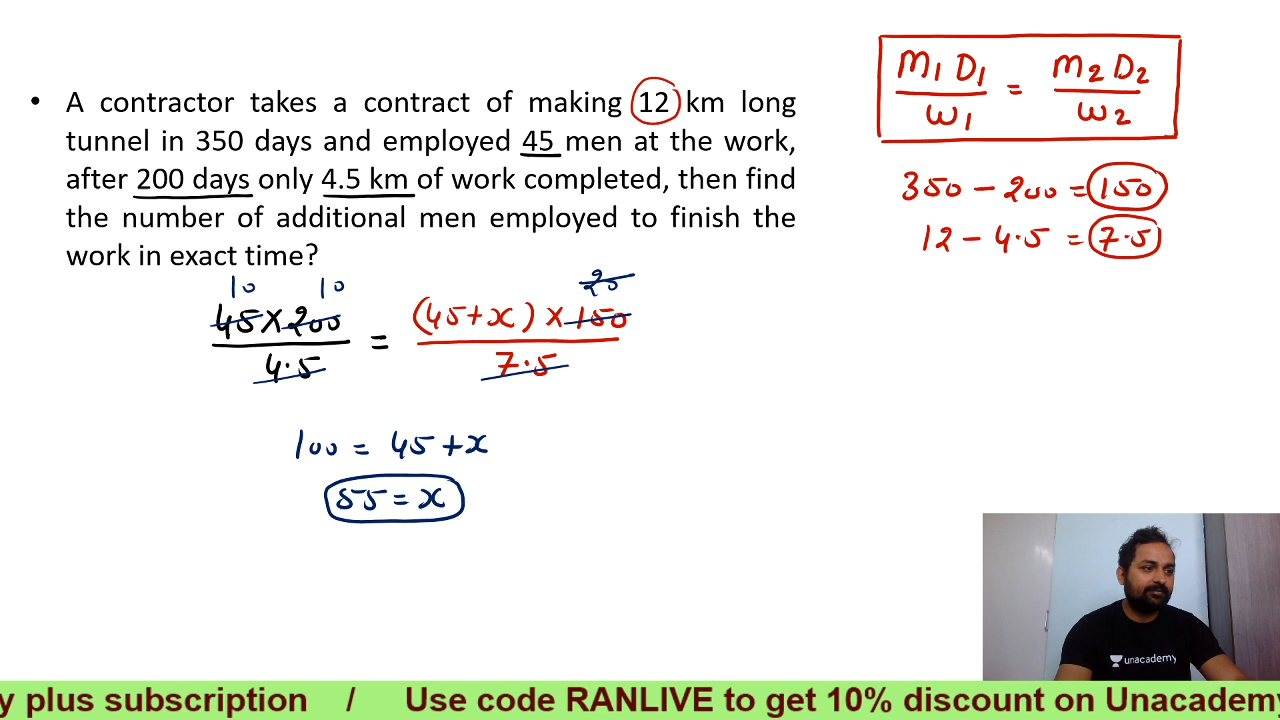 • A contractor takes a contract of making 12 km long
tunnel in 350 days and employed 45 men at the work,
after 200 days only 4.5 km of work completed, then find
the number of additional men employed to finish the
work in exact time?
M1 D1 / W1 = M2 D2 / W2
350 - 200 = 150
12 - 4.5 = 7.5
10 10 20
45 x 200 / 4.5 = (45+x) x 150 / 7.5
100 = 45 + x
55 = x
unacademy
y plus subscription / Use code RANLIVE to get 10% discount on Unacademy